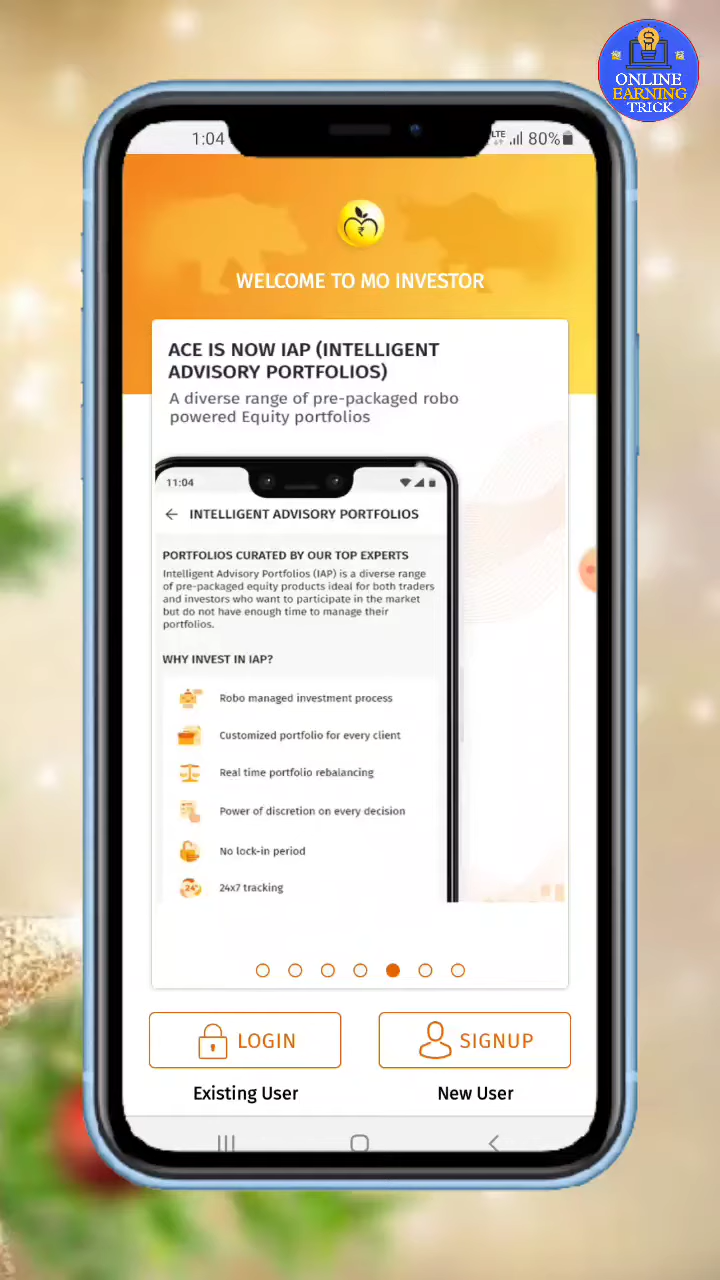 ONLINE
EARNING
TRICK
1:04
LTE 80%
WELCOME TO MO INVESTOR
ACE IS NOW IAP (INTELLIGENT
ADVISORY PORTFOLIOS)
A diverse range of pre-packaged robo
powered Equity portfolios
11:04
INTELLIGENT ADVISORY PORTFOLIOS
PORTFOLIOS CURATED BY OUR TOP EXPERTS
Intelligent Advisory Portfolios (IAP) is a diverse range
of pre-packaged equity products ideal for both traders
and investors who want to participate in the market
but do not have enough time to manage their
portfolios.
WHY INVEST IN IAP?
Robo managed investment process
Customized portfolio for every client
Real time portfolio rebalancing
Power of discretion on every decision
No lock-in period
24x7 tracking
LOGIN
SIGNUP
Existing User
New User